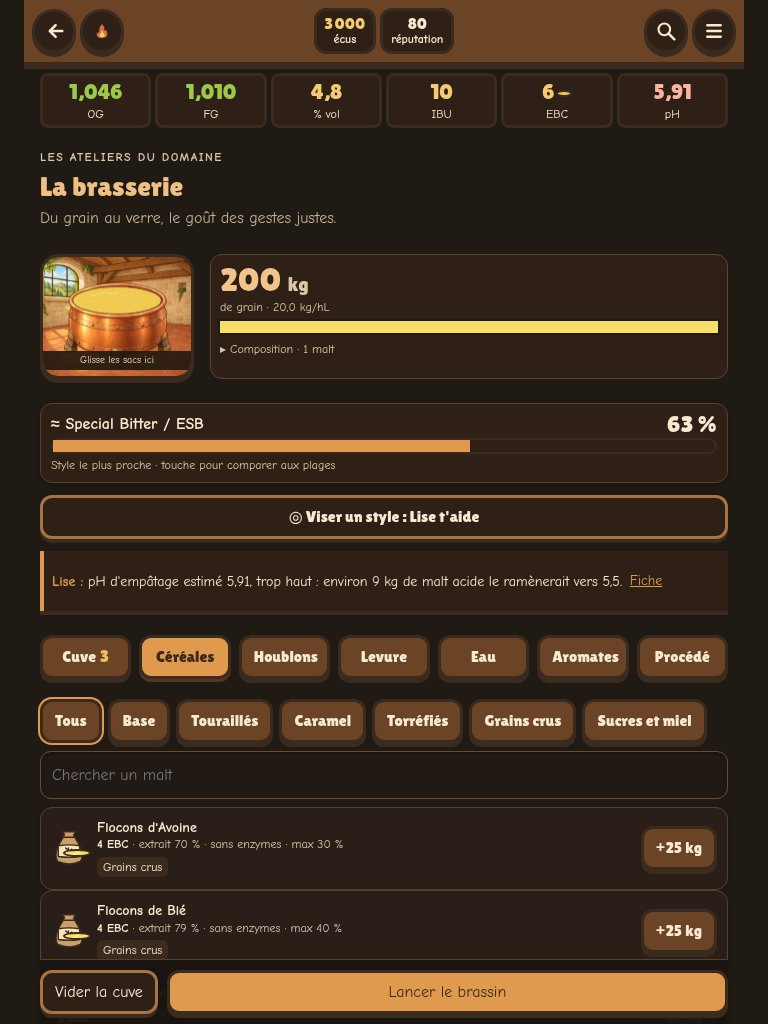 3 000
écus
80
réputation
1,046
OG
1,010
FG
4,8
% vol
10
IBU
6
EBC
5,91
pH
LES ATELIERS DU DOMAINE
La brasserie
Du grain au verre, le goût des gestes justes.
200 kg
de grain · 20,0 kg/hL
Glisse les sacs ici
▸ Composition · 1 malt
≈ Special Bitter / ESB
63 %
Style le plus proche · touche pour comparer aux plages
◎ Viser un style : Lise t'aide
Lise : pH d'empâtage estimé 5,91, trop haut : environ 9 kg de malt acide le ramènerait vers 5,5. Fiche
Cuve 3
Céréales
Houblons
Levure
Eau
Aromates
Procédé
Tous
Base
Touraillés
Caramel
Torréfiés
Grains crus
Sucres et miel
Chercher un malt
Flocons d'Avoine
4 EBC · extrait 70 % · sans enzymes · max 30 %
Grains crus
+25 kg
Flocons de Blé
4 EBC · extrait 79 % · sans enzymes · max 40 %
Grains crus
+25 kg
Vider la cuve
Lancer le brassin